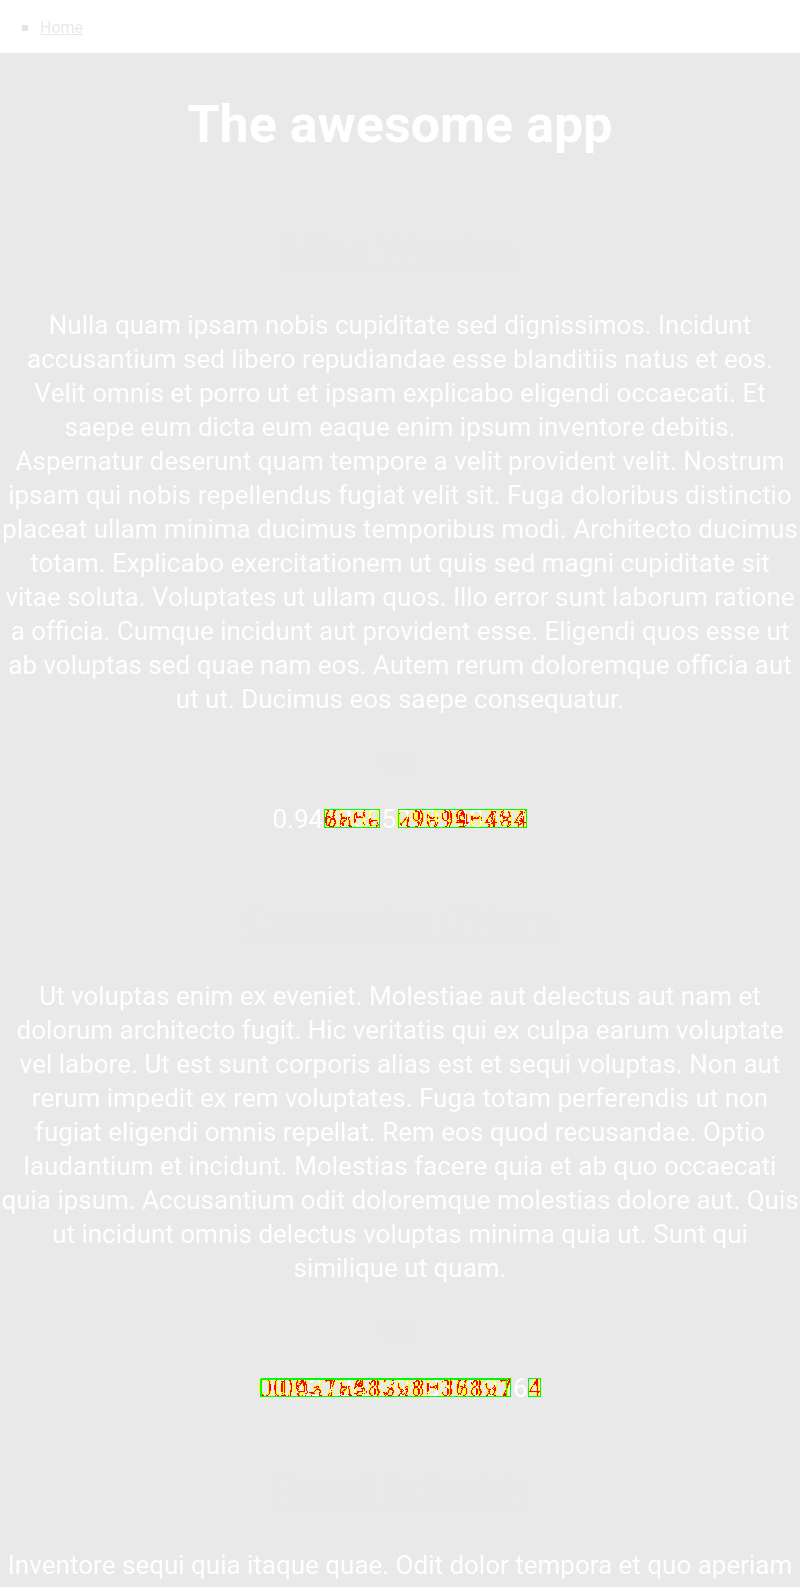 Home
The awesome app
Nulla quam ipsam nobis cupiditate sed dignissimos. Incidunt
accusantium sed libero repudiandae esse blanditiis natus et eos.
Velit omnis et porro ut et ipsam explicabo eligendi occaecati. Et
saepe eum dicta eum eaque enim ipsum inventore debitis.
Aspernatur deserunt quam tempore a velit provident velit. Nostrum
ipsam qui nobis repellendus fugiat velit sit. Fuga doloribus distinctio
placeat ullam minima ducimus temporibus modi. Architecto ducimus
totam. Explicabo exercitationem ut quis sed magni cupiditate sit
vitae soluta. Voluptates ut ullam quos. Illo error sunt laborum ratione
a officia. Cumque incidunt aut provident esse. Eligendi quos esse ut
ab voluptas sed quae nam eos. Autem rerum doloremque officia aut
ut ut. Ducimus eos saepe consequatur.
Ut voluptas enim ex eveniet. Molestiae aut delectus aut nam et
dolorum architecto fugit. Hic veritatis qui ex culpa earum voluptate
vel labore. Ut est sunt corporis alias est et sequi voluptas. Non aut
rerum impedit ex rem voluptates. Fuga totam perferendis ut non
fugiat eligendi omnis repellat. Rem eos quod recusandae. Optio
laudantium et incidunt. Molestias facere quia et ab quo occaecati
quia ipsum. Accusantium odit doloremque molestias dolore aut. Quis
ut incidunt omnis delectus voluptas minima quia ut. Sunt qui
similique ut quam.
Inventore sequi quia itaque quae. Odit dolor tempora et quo aperiam